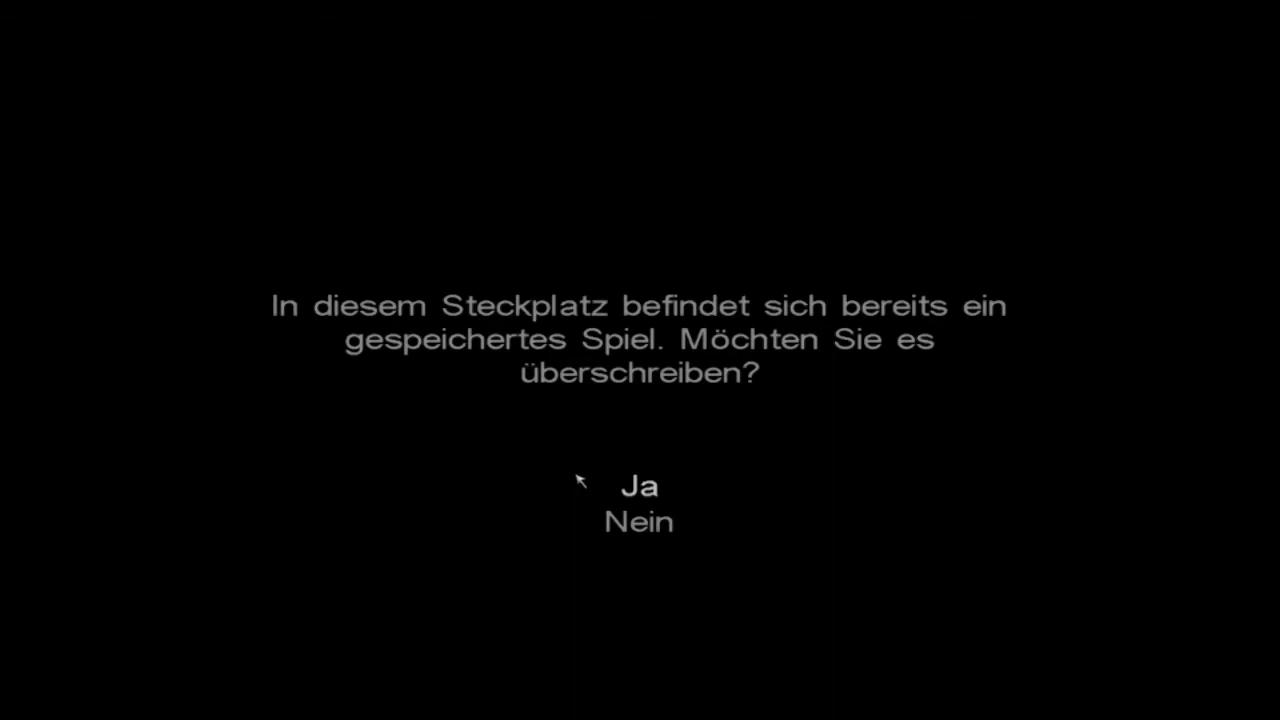 In diesem Steckplatz befindet sich bereits ein
gespeichertes Spiel. Möchten Sie es
überschreiben?
Ja
Nein